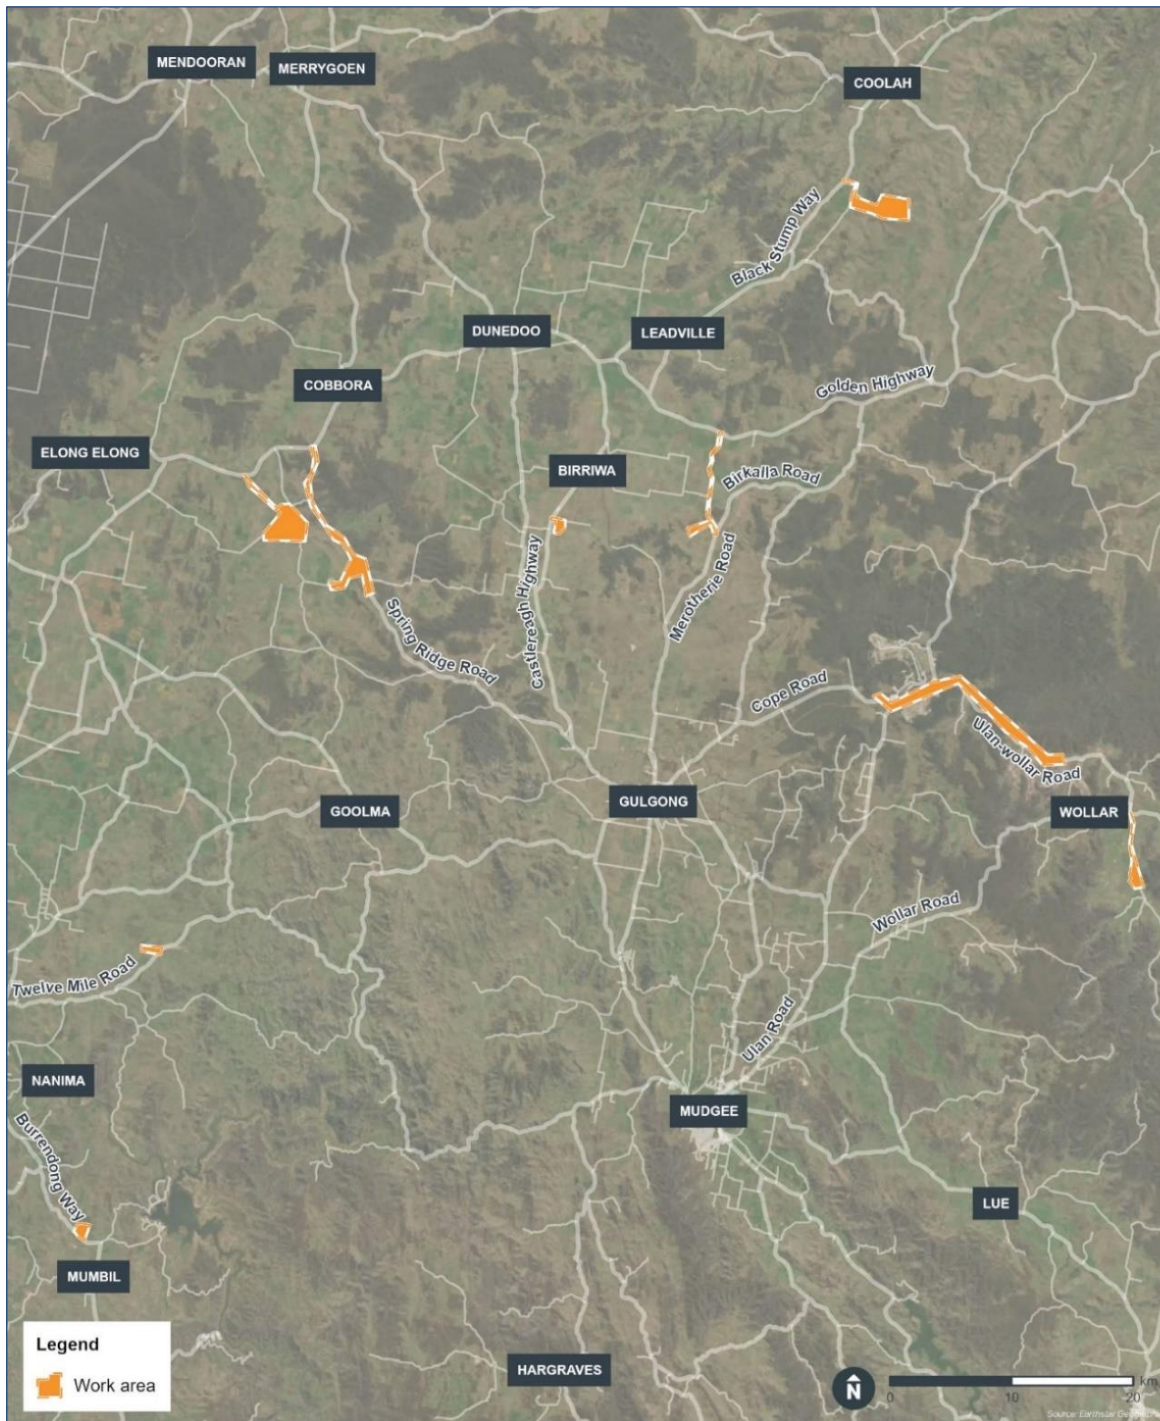 MENDOORAN
MERRYGOEN
COOLAH
Black Stump Way
DUNEDOO
LEADVILLE
COBBORA
Golden Highway
ELONG ELONG
BIRRIWA
Birkalla Road
Castlereagh Highway
Merotherie Road
Spring Ridge Road
Cope Road
Ulan-wollar Road
GOOLMA
GULGONG
WOLLAR
Wollar Road
Twelve Mile Road
Ulan Road
NANIMA
MUDGEE
Burrendong Way
LUE
MUMBIL
Legend
Work area
HARGRAVES
N
km
0 10 20
Source: Earthstar